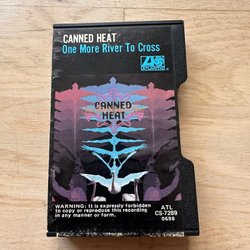 CANNED HEAT
One More River To Cross
ATLANTIC
CANNED
HEAT
WARNING: It is expressly forbidden
to copy or reproduce this recording
in any manner or form.
ATL
CS-7289
0698